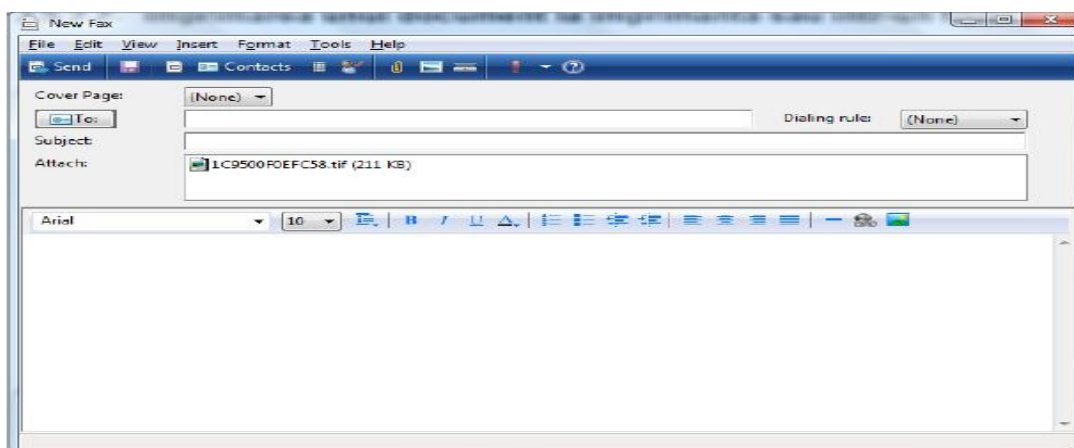 New Fax
File Edit View Insert Format Tools Help
Send Contacts
Cover Page: (None)
To: Dialing rule: (None)
Subject:
Attach: 1C9500F0EFC58.tif (211 KB)
Arial 10 B I U A